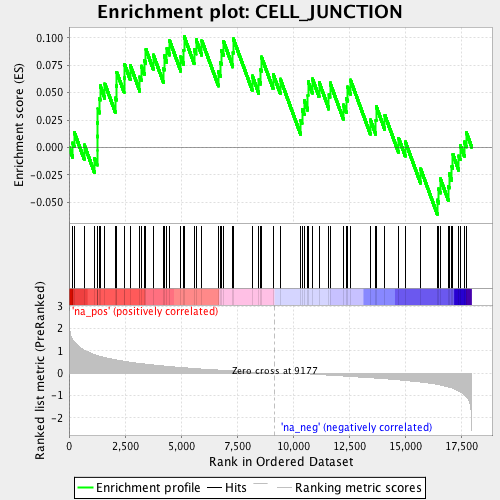 Enrichment plot: CELL_JUNCTION
Enrichment score (ES)
0.100
0.075
0.050
0.025
0.000
-0.025
-0.050
Ranked list metric (PreRanked)
3
2
1
0
-1
-2
'na_pos' (positively correlated)
Zero cross at 9177
'na_neg' (negatively correlated)
0
2,500
5,000
7,500
10,000
12,500
15,000
17,500
Rank in Ordered Dataset
Enrichment profile
Hits
Ranking metric scores